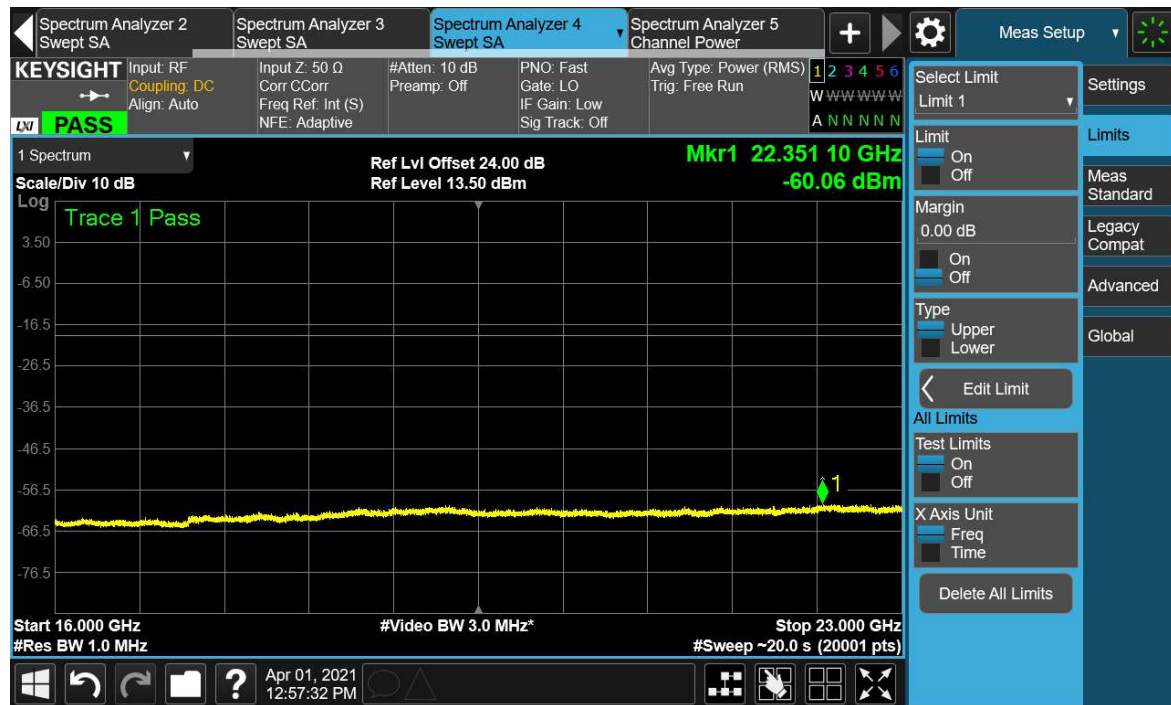 Spectrum Analyzer 2
Swept SA
Spectrum Analyzer 3
Swept SA
Spectrum Analyzer 4
Swept SA
Spectrum Analyzer 5
Channel Power
+
Meas Setup
KEYSIGHT
LXI PASS
Input: RF
Coupling: DC
Align: Auto
Input Z: 50 Ω
Corr CCorr
Freq Ref: Int (S)
NFE: Adaptive
#Atten: 10 dB
Preamp: Off
PNO: Fast
Gate: LO
IF Gain: Low
Sig Track: Off
Avg Type: Power (RMS)
Trig: Free Run
1 2 3 4 5 6
W W W W W W
A N N N N N
1 Spectrum
Scale/Div 10 dB
Ref Lvl Offset 24.00 dB
Ref Level 13.50 dBm
Mkr1 22.351 10 GHz
-60.06 dBm
Log
Trace 1 Pass
3.50
-6.50
-16.5
-26.5
-36.5
-46.5
-56.5
-66.5
-76.5
1
Start 16.000 GHz
#Res BW 1.0 MHz
#Video BW 3.0 MHz*
Stop 23.000 GHz
#Sweep ~20.0 s (20001 pts)
Select Limit
Limit 1
Limit
On
Off
Margin
0.00 dB
On
Off
Type
Upper
Lower
Edit Limit
All Limits
Test Limits
On
Off
X Axis Unit
Freq
Time
Delete All Limits
Settings
Limits
Meas
Standard
Legacy
Compat
Advanced
Global
?
Apr 01, 2021
12:57:32 PM